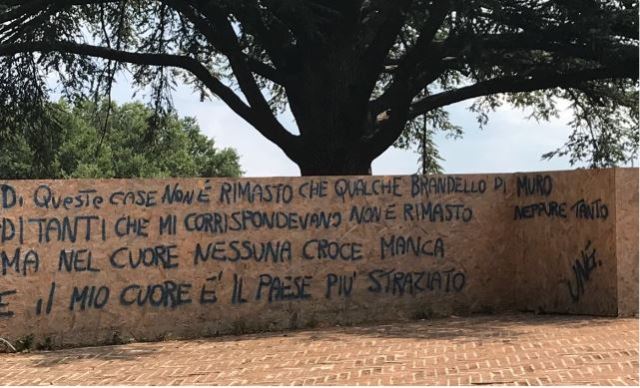 DI QUESTE CASE NON É RIMASTO CHE QUALCHE BRANDELLO DI MURO
DI TANTI CHE MI CORRISPONDEVANO NON É RIMASTO NEPPURE TANTO
MA NEL CUORE NESSUNA CROCE MANCA
E' IL MIO CUORE E' IL PAESE PIU' STRAZIATO